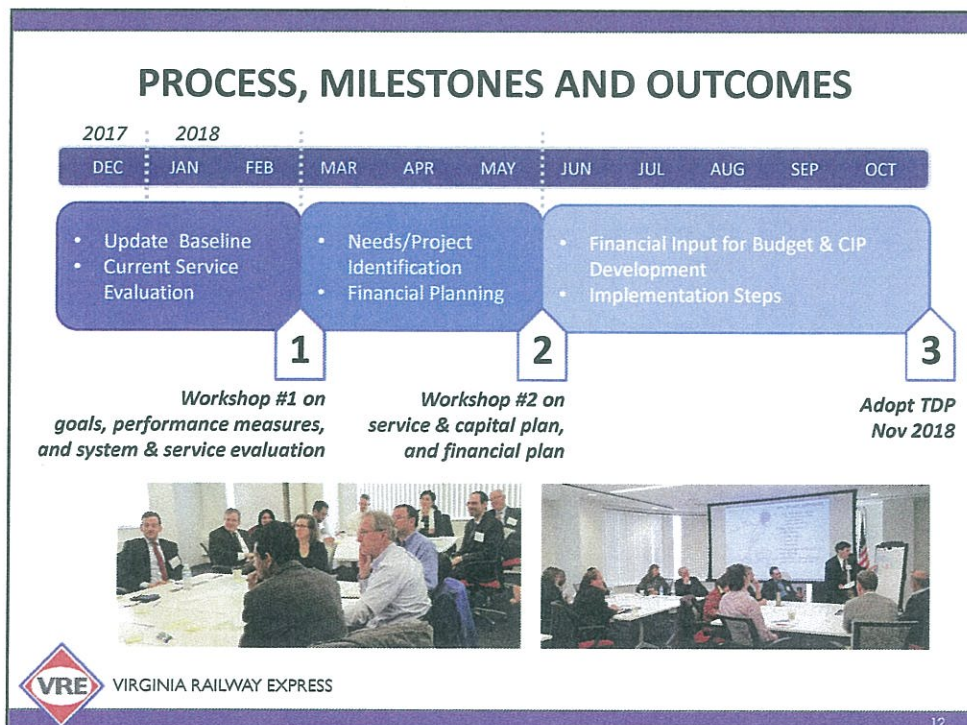 PROCESS, MILESTONES AND OUTCOMES
2017 2018
DEC JAN FEB MAR APR MAY JUN JUL AUG SEP OCT
• Update Baseline
• Current Service
Evaluation
• Needs/Project
Identification
• Financial Planning
• Financial Input for Budget & CIP
Development
• Implementation Steps
1
2
3
Workshop #1 on
goals, performance measures,
and system & service evaluation
Workshop #2 on
service & capital plan,
and financial plan
Adopt TDP
Nov 2018
VRE
VIRGINIA RAILWAY EXPRESS
12